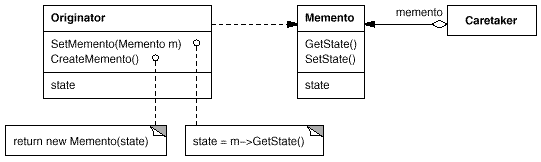 Originator
SetMemento(Memento m)
CreateMemento()
state
Memento
GetState()
SetState()
state
memento
Caretaker
return new Memento(state)
state = m->GetState()